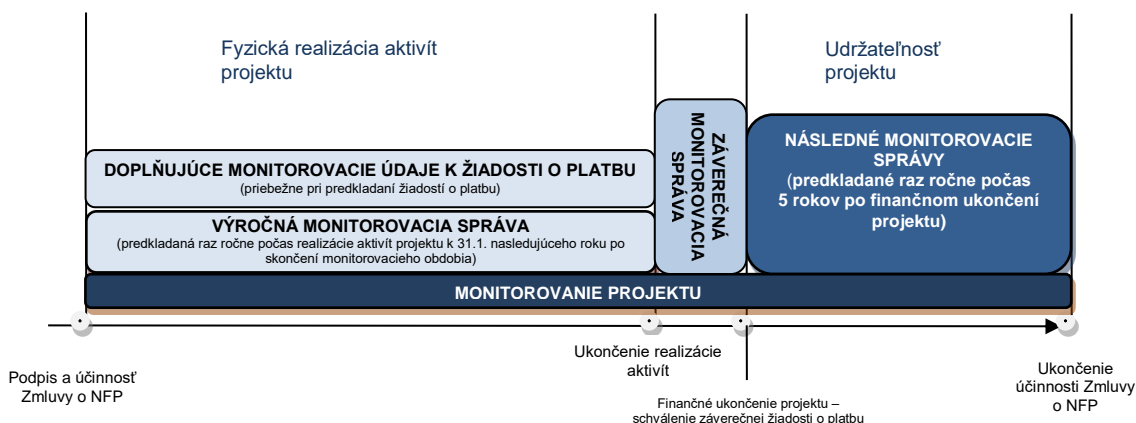 Fyzická realizácia aktivít
projektu
Udržateľnosť
projektu
DOPLŇUJÚCE MONITOROVACIE ÚDAJE K ŽIADOSTI O PLATBU
(priebežne pri predkladaní žiadostí o platbu)
VÝROČNÁ MONITOROVACIA SPRÁVA
(predkladaná raz ročne počas realizácie aktivít projektu k 31.1. nasledujúceho roku po
skončení monitorovacieho obdobia)
ZÁVEREČNÁ
MONITOROVACIA
SPRÁVA
NÁSLEDNÉ MONITOROVACIE
SPRÁVY
(predkladané raz ročne počas
5 rokov po finančnom ukončení
projektu)
MONITOROVANIE PROJEKTU
Podpis a účinnosť
Zmluvy o NFP
Ukončenie realizácie
aktivít
Finančné ukončenie projektu –
schválenie záverečnej žiadosti o platbu
Ukončenie
účinnosti Zmluvy
o NFP